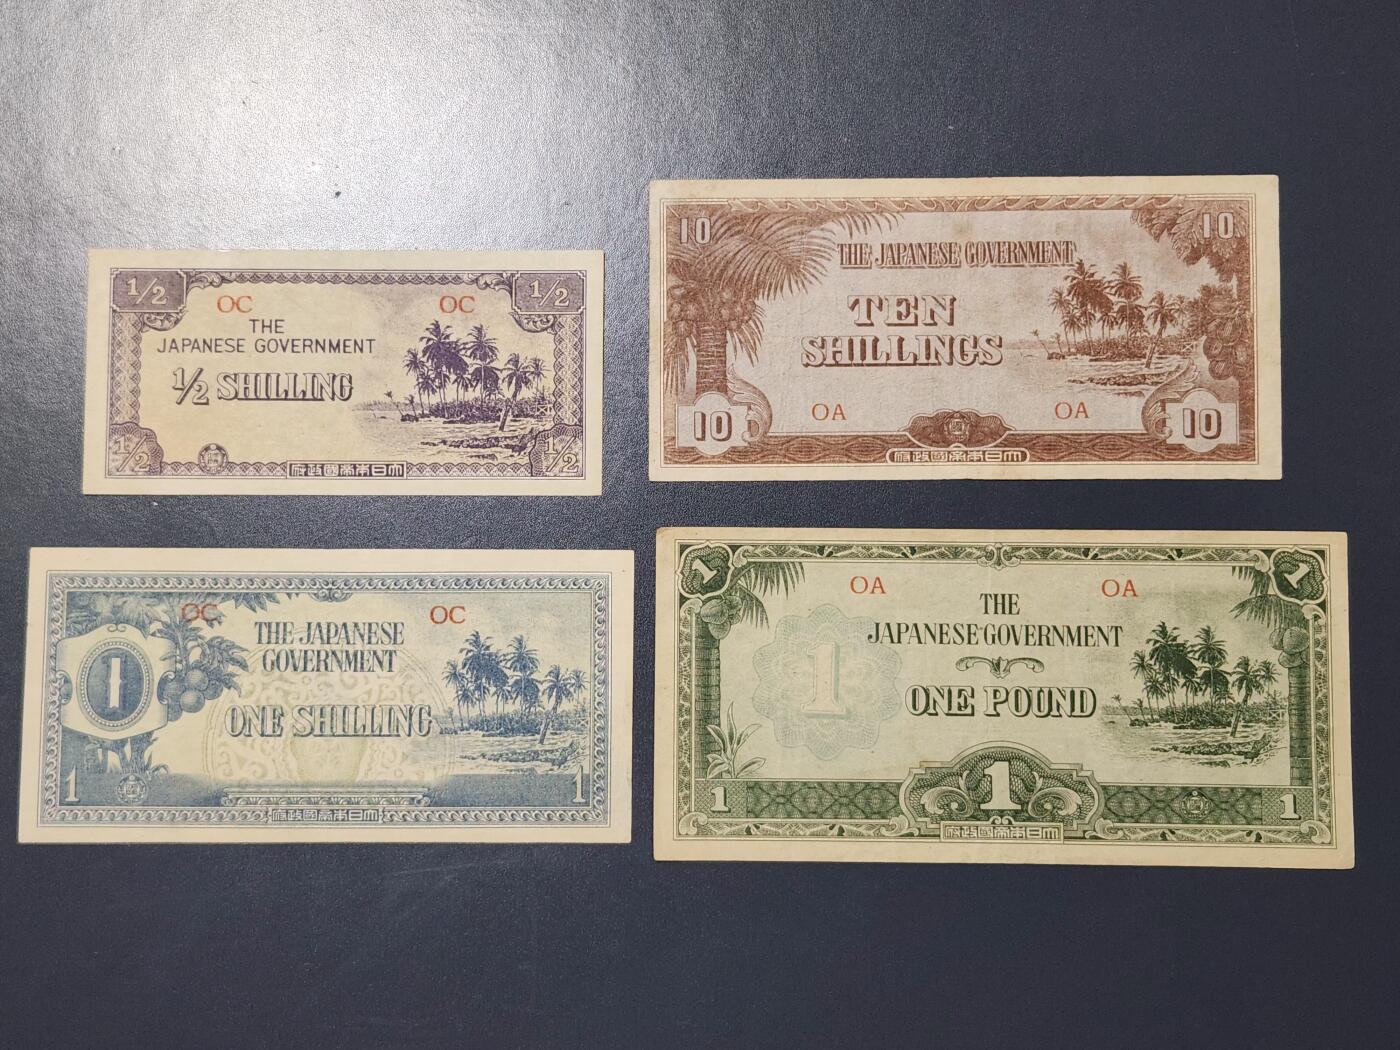 1/2
1/2
OC
OC
THE
JAPANESE GOVERNMENT
1/2 SHILLING
1/2
1/2
府政國帝本日大
10
10
THE JAPANESE GOVERNMENT
TEN
SHILLINGS
OA
OA
10
10
府政國帝本日大
OC
OC
THE JAPANESE
GOVERNMENT
1
ONE SHILLING
1
1
府政國帝本日大
1
1
OA
OA
THE
JAPANESE GOVERNMENT
1
ONE POUND
1
1
1
府政國帝本日大